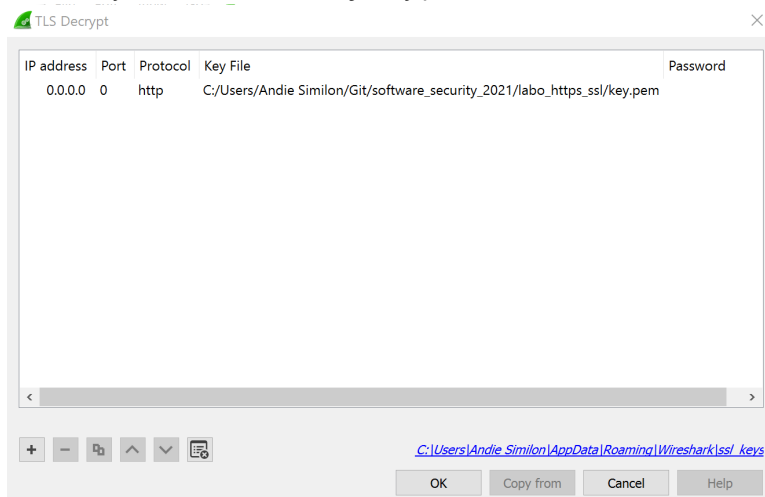 TLS Decrypt
IP address Port Protocol Key File Password
0.0.0.0 0 http C:/Users/Andie Similon/Git/software_security_2021/labo_https_ssl/key.pem
C:\Users\Andie Similon\AppData\Roaming\Wireshark\ssl_keys
OK Copy from Cancel Help